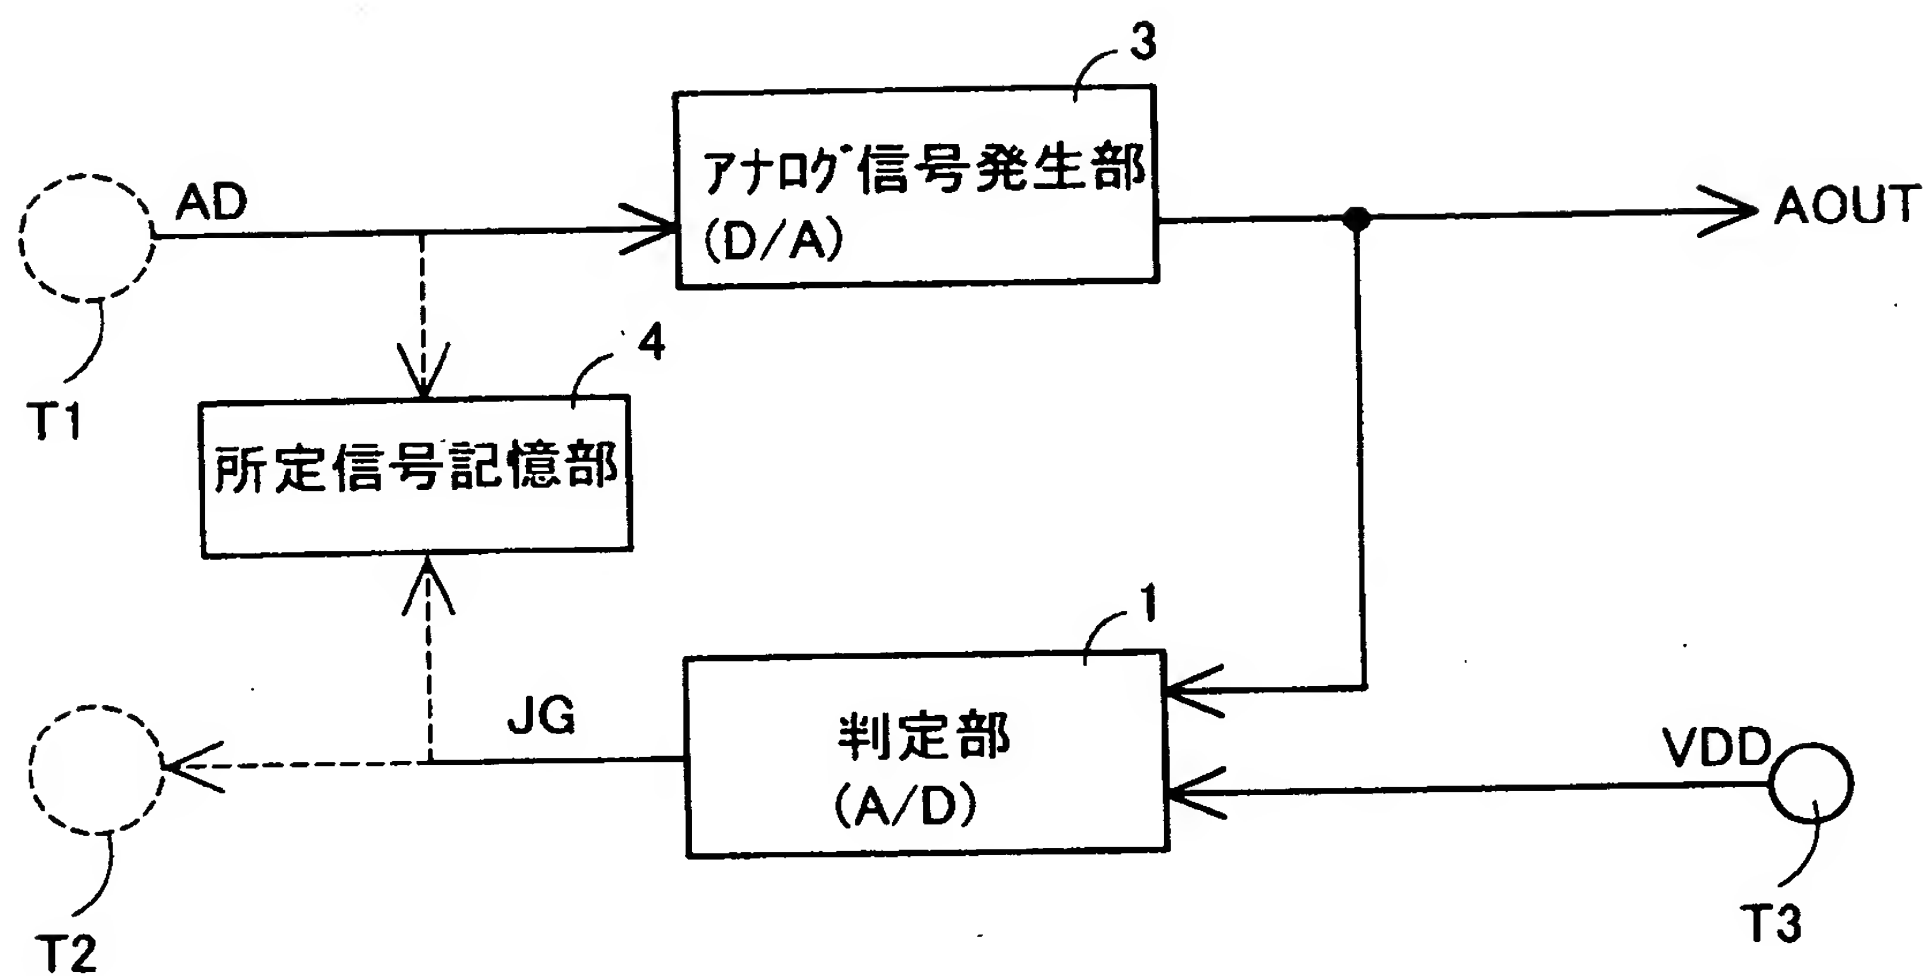 3
アナログ信号発生部
(D/A)
AD
AOUT
T1
4
所定信号記憶部
1
JG
判定部
(A/D)
VDD
T2
T3